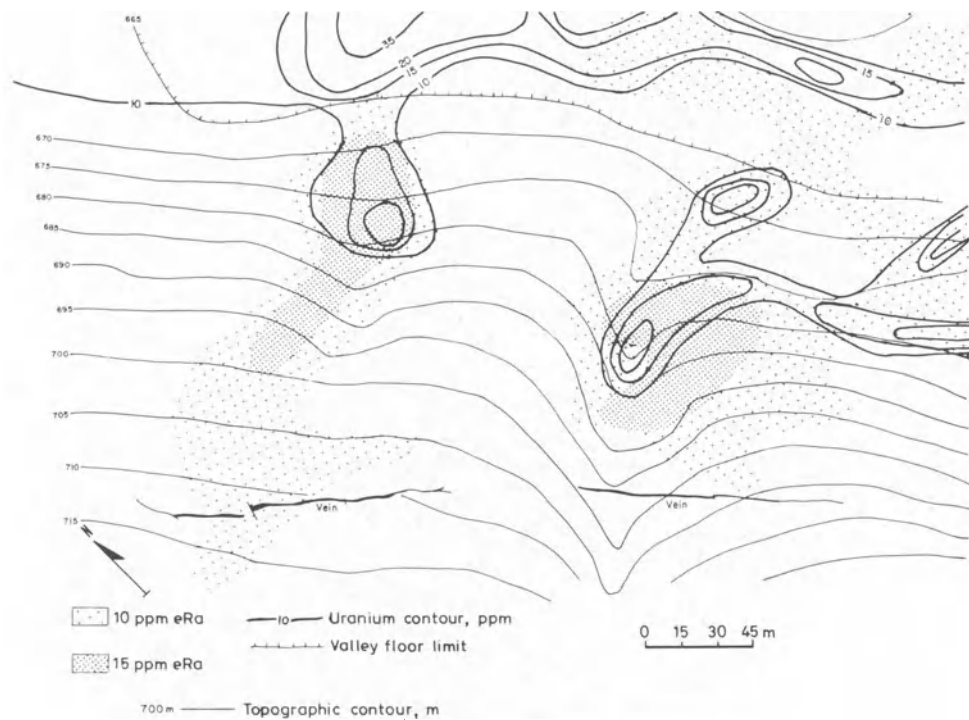 665
35
20
15
10
15
10
10
670
675
680
685
690
695
700
705
710
715
Vein
Vein
N
10 ppm eRa
10 Uranium contour, ppm
Valley floor limit
0 15 30 45 m
15 ppm eRa
700m Topographic contour, m